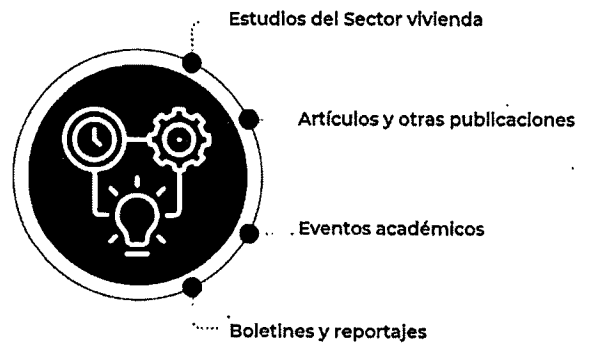 Estudios del Sector vivienda
Artículos y otras publicaciones
Eventos académicos
Boletines y reportajes